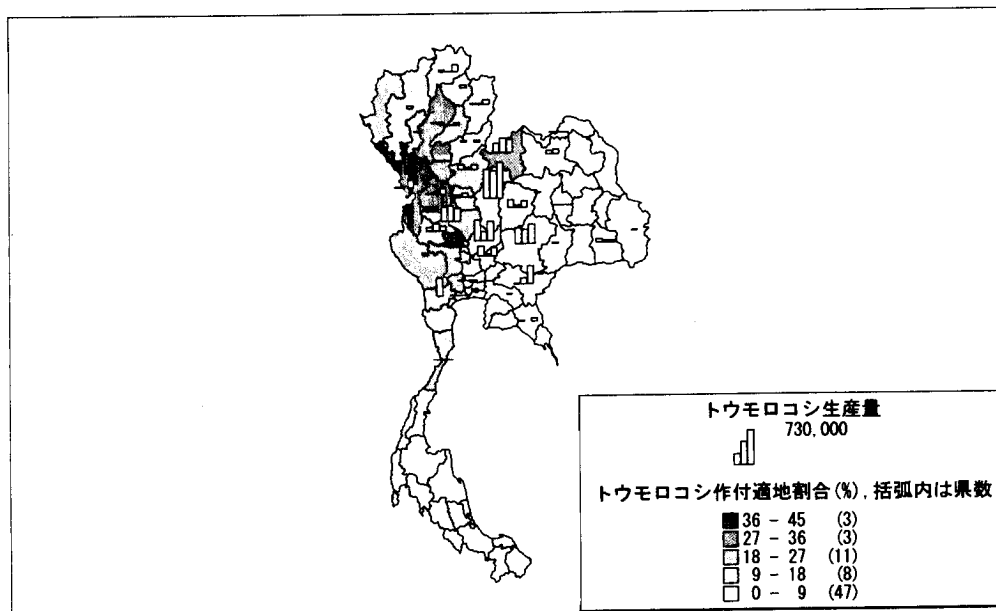 トウモロコシ生産量
730,000
トウモロコシ作付適地割合(%),括弧内は県数
36 - 45 (3)
27 - 36 (3)
18 - 27 (11)
9 - 18 (8)
0 - 9 (47)